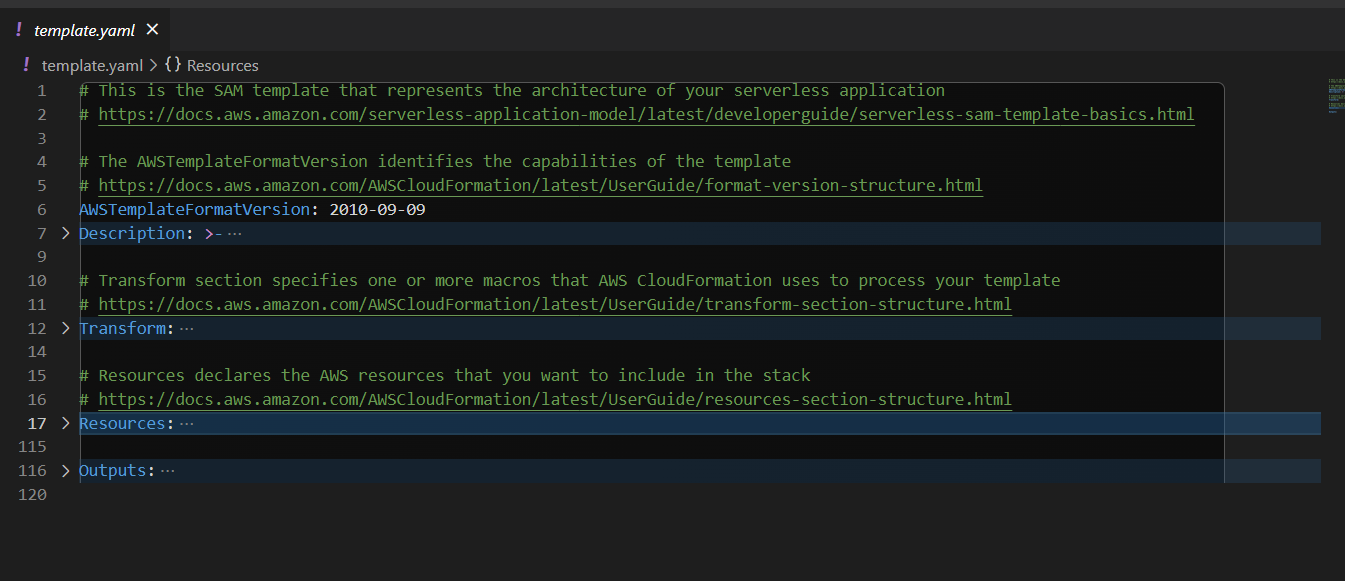 ! template.yaml ×
! template.yaml > {} Resources
1 # This is the SAM template that represents the architecture of your serverless application
2 # https://docs.aws.amazon.com/serverless-application-model/latest/developerguide/serverless-sam-template-basics.html
3
4 # The AWSTemplateFormatVersion identifies the capabilities of the template
5 # https://docs.aws.amazon.com/AWSCloudFormation/latest/UserGuide/format-version-structure.html
6 AWSTemplateFormatVersion: 2010-09-09
7 > Description: >- ···
9
10 # Transform section specifies one or more macros that AWS CloudFormation uses to process your template
11 # https://docs.aws.amazon.com/AWSCloudFormation/latest/UserGuide/transform-section-structure.html
12 > Transform: ···
14
15 # Resources declares the AWS resources that you want to include in the stack
16 # https://docs.aws.amazon.com/AWSCloudFormation/latest/UserGuide/resources-section-structure.html
17 > Resources: ···
115
116 > Outputs: ···
120